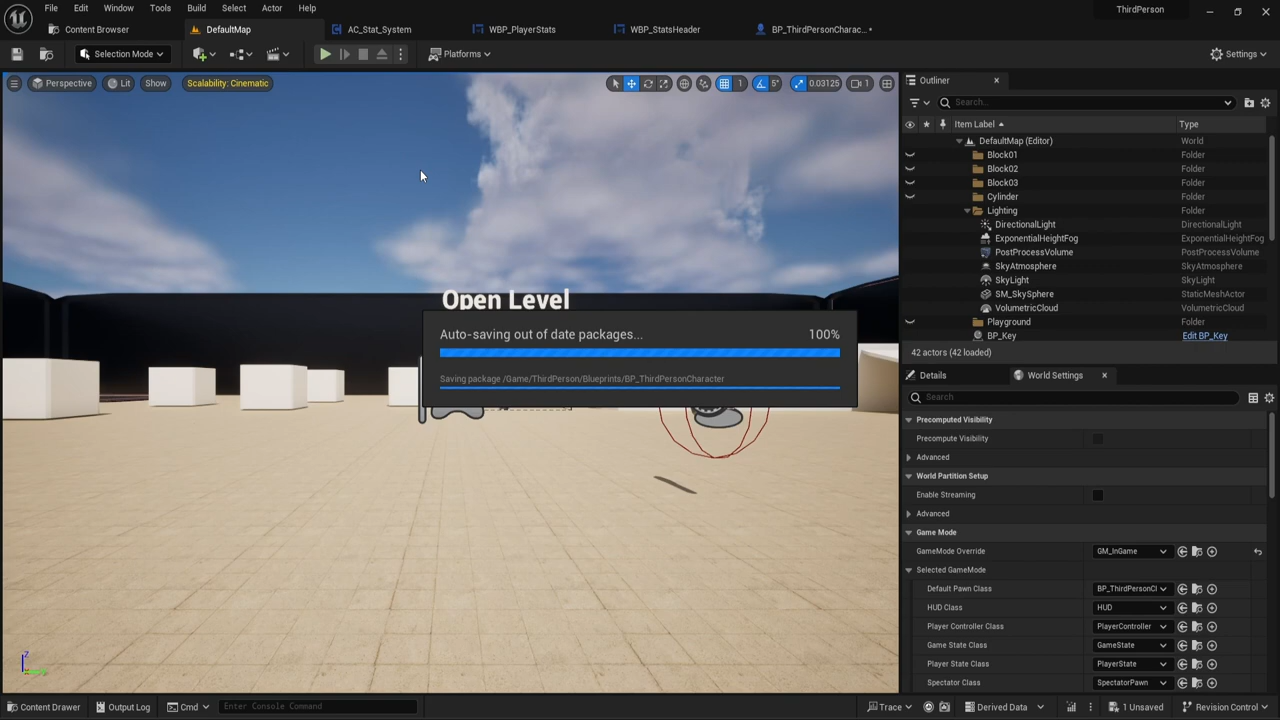 File Edit Window Tools Build Select Actor Help
ThirdPerson
Content Browser DefaultMap AC_Stat_System WBP_PlayerStats WBP_StatsHeader BP_ThirdPersonCharac...*
Selection Mode Platforms Settings
Perspective Lit Show Scalability: Cinematic 1 5° 0.03125 1
Outliner
Search...
Item Label Type
DefaultMap (Editor) World
Block01 Folder
Block02 Folder
Block03 Folder
Cylinder Folder
Lighting Folder
DirectionalLight DirectionalLight
ExponentialHeightFog ExponentialHeightFog
PostProcessVolume PostProcessVolume
SkyAtmosphere SkyAtmosphere
SkyLight SkyLight
SM_SkySphere StaticMeshActor
VolumetricCloud VolumetricCloud
Playground Folder
BP_Key Edit BP_Key
42 actors (42 loaded)
Open Level
Auto-saving out of date packages... 100%
Saving package /Game/ThirdPerson/Blueprints/BP_ThirdPersonCharacter
Details World Settings
Search
Precomputed Visibility
Precompute Visibility
Advanced
World Partition Setup
Enable Streaming
Advanced
Game Mode
GameMode Override GM_InGame
Selected GameMode
Default Pawn Class BP_ThirdPersonCl
HUD Class HUD
Player Controller Class PlayerController
Game State Class GameState
Player State Class PlayerState
Spectator Class SpectatorPawn
Z
Content Drawer Output Log Cmd Enter Console Command Trace Derived Data 1 Unsaved Revision Control